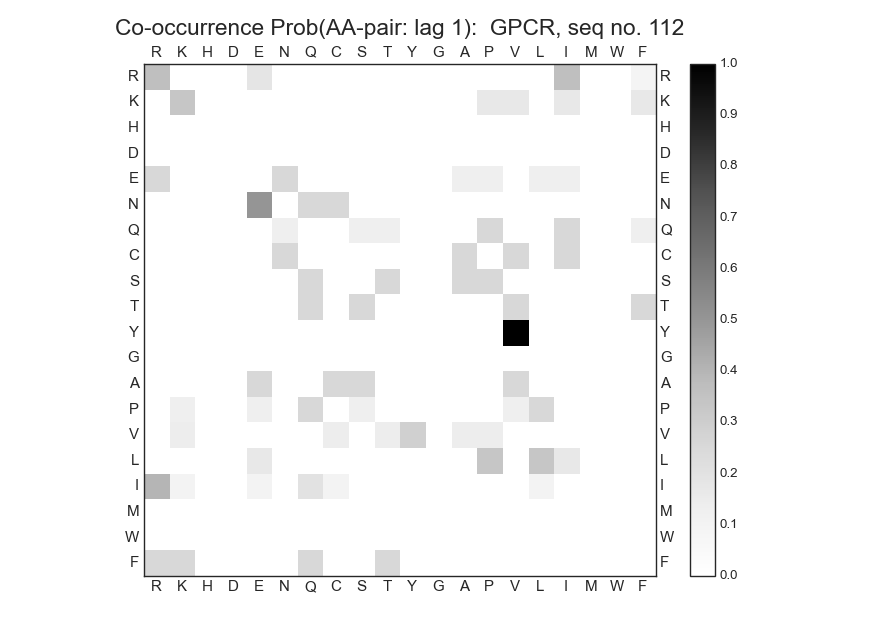 Co-occurrence Prob(AA-pair: lag 1):  GPCR, seq no. 112
R K H D E N Q C S T Y G A P V L I M W F
1.0
R R
0.9
K K
H H
0.8
D D
E E
0.7
N N
Q Q
0.6
C C
S S
0.5
T T
Y Y
G G
0.4
A A
P P
0.3
V V
L L
0.2
I I
M M
0.1
W W
F F
0.0
R K H D E N Q C S T Y G A P V L I M W F